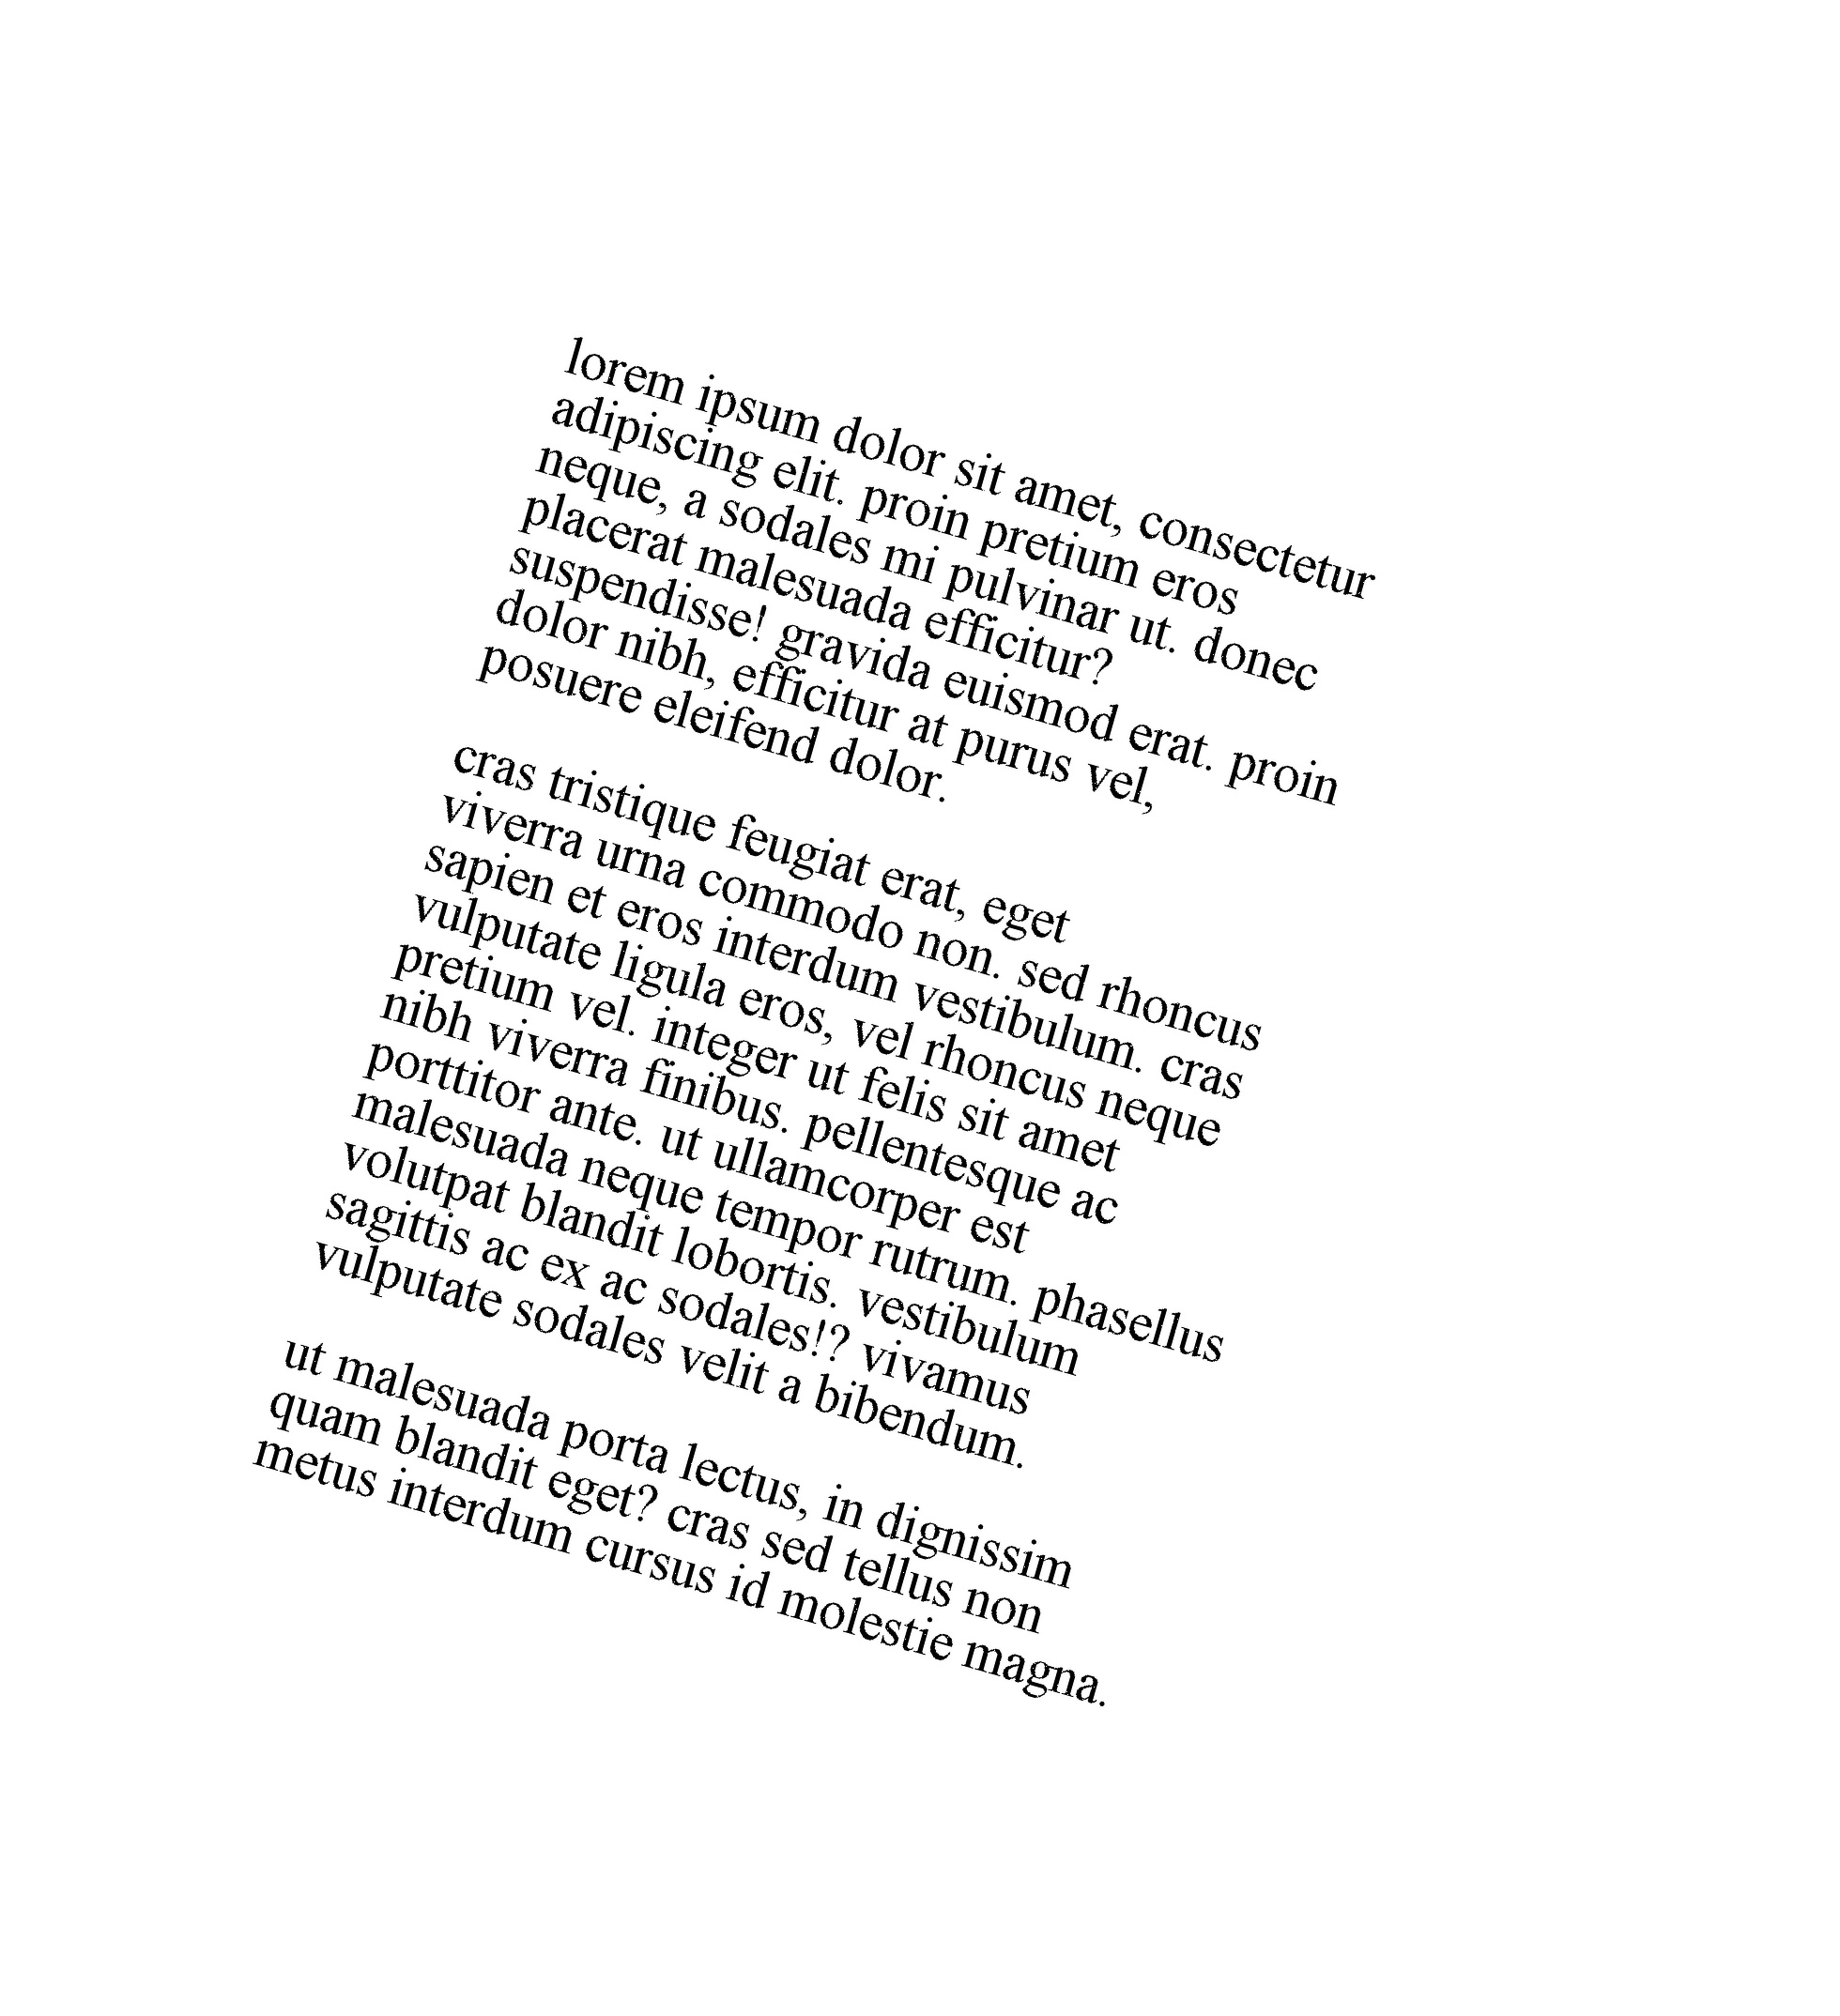 lorem ipsum dolor sit amet, consectetur
adipiscing elit. proin pretium eros
neque, a sodales mi pulvinar ut. donec
placerat malesuada efficitur?
suspendisse! gravida euismod erat. proin
dolor nibh, efficitur at purus vel,
posuere eleifend dolor.

cras tristique feugiat erat, eget
viverra urna commodo non. sed rhoncus
sapien et eros interdum vestibulum. cras
vulputate ligula eros, vel rhoncus neque
pretium vel. integer ut felis sit amet
nibh viverra finibus. pellentesque ac
porttitor ante. ut ullamcorper est
malesuada neque tempor rutrum. phasellus
volutpat blandit lobortis. vestibulum
sagittis ac ex ac sodales!? vivamus
vulputate sodales velit a bibendum.

ut malesuada porta lectus, in dignissim
quam blandit eget? cras sed tellus non
metus interdum cursus id molestie magna.